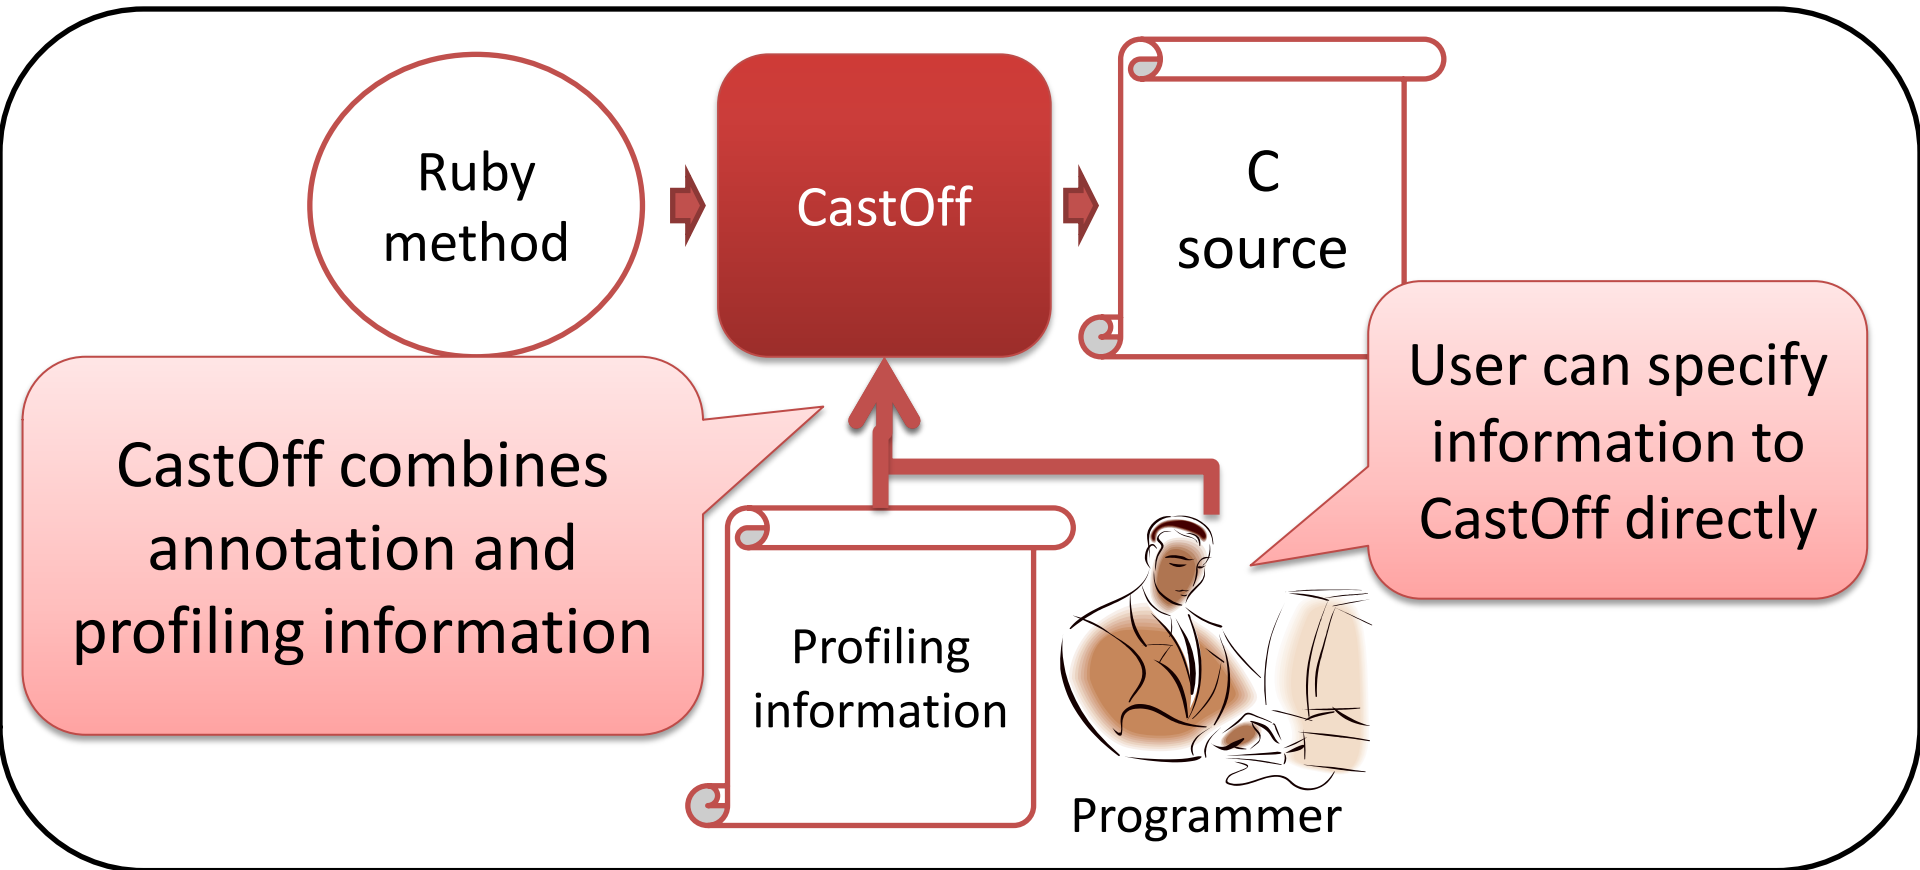 Ruby
method
CastOff
C
source
CastOff combines
annotation and
profiling information
User can specify
information to
CastOff directly
Profiling
information
Programmer